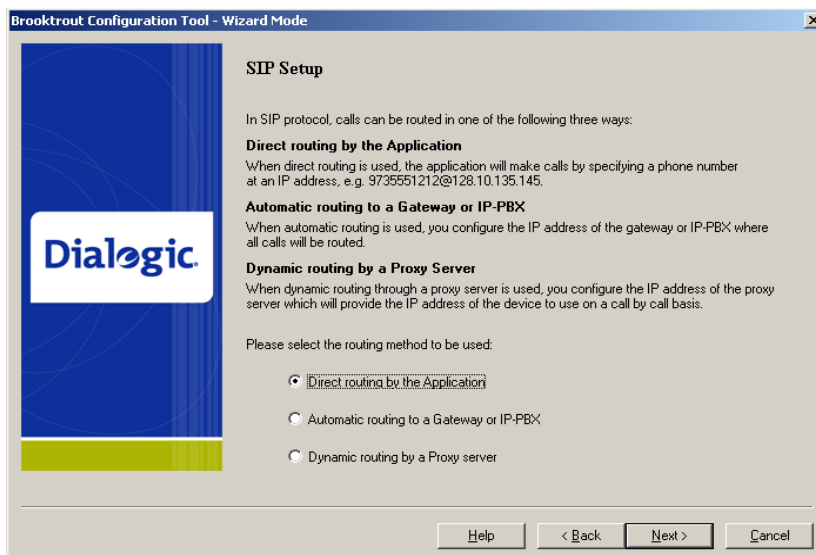 Brooktrout Configuration Tool - Wizard Mode
SIP Setup
In SIP protocol, calls can be routed in one of the following three ways:
Direct routing by the Application
When direct routing is used, the application will make calls by specifying a phone number
at an IP address, e.g. 9735551212@128.10.135.145.
Automatic routing to a Gateway or IP-PBX
When automatic routing is used, you configure the IP address of the gateway or IP-PBX where
all calls will be routed.
Dynamic routing by a Proxy Server
When dynamic routing through a proxy server is used, you configure the IP address of the proxy
server which will provide the IP address of the device to use on a call by call basis.
Dialogic.
Please select the routing method to be used:
Direct routing by the Application
Automatic routing to a Gateway or IP-PBX
Dynamic routing by a Proxy server
Help
< Back
Next >
Cancel